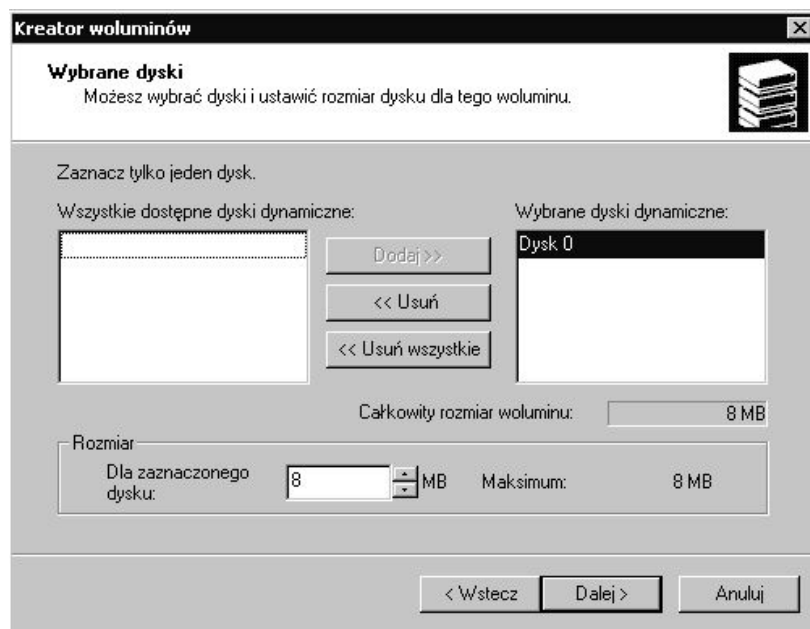 Kreator woluminów
Wybrane dyski
Możesz wybrać dyski i ustawić rozmiar dysku dla tego woluminu.
Zaznacz tylko jeden dysk.
Wszystkie dostępne dyski dynamiczne:
Wybrane dyski dynamiczne:
Dodaj >>
Dysk 0
<< Usuń
<< Usuń wszystkie
Całkowity rozmiar woluminu: 8 MB
Rozmiar
Dla zaznaczonego
dysku:
8 MB Maksimum: 8 MB
< Wstecz Dalej > Anuluj